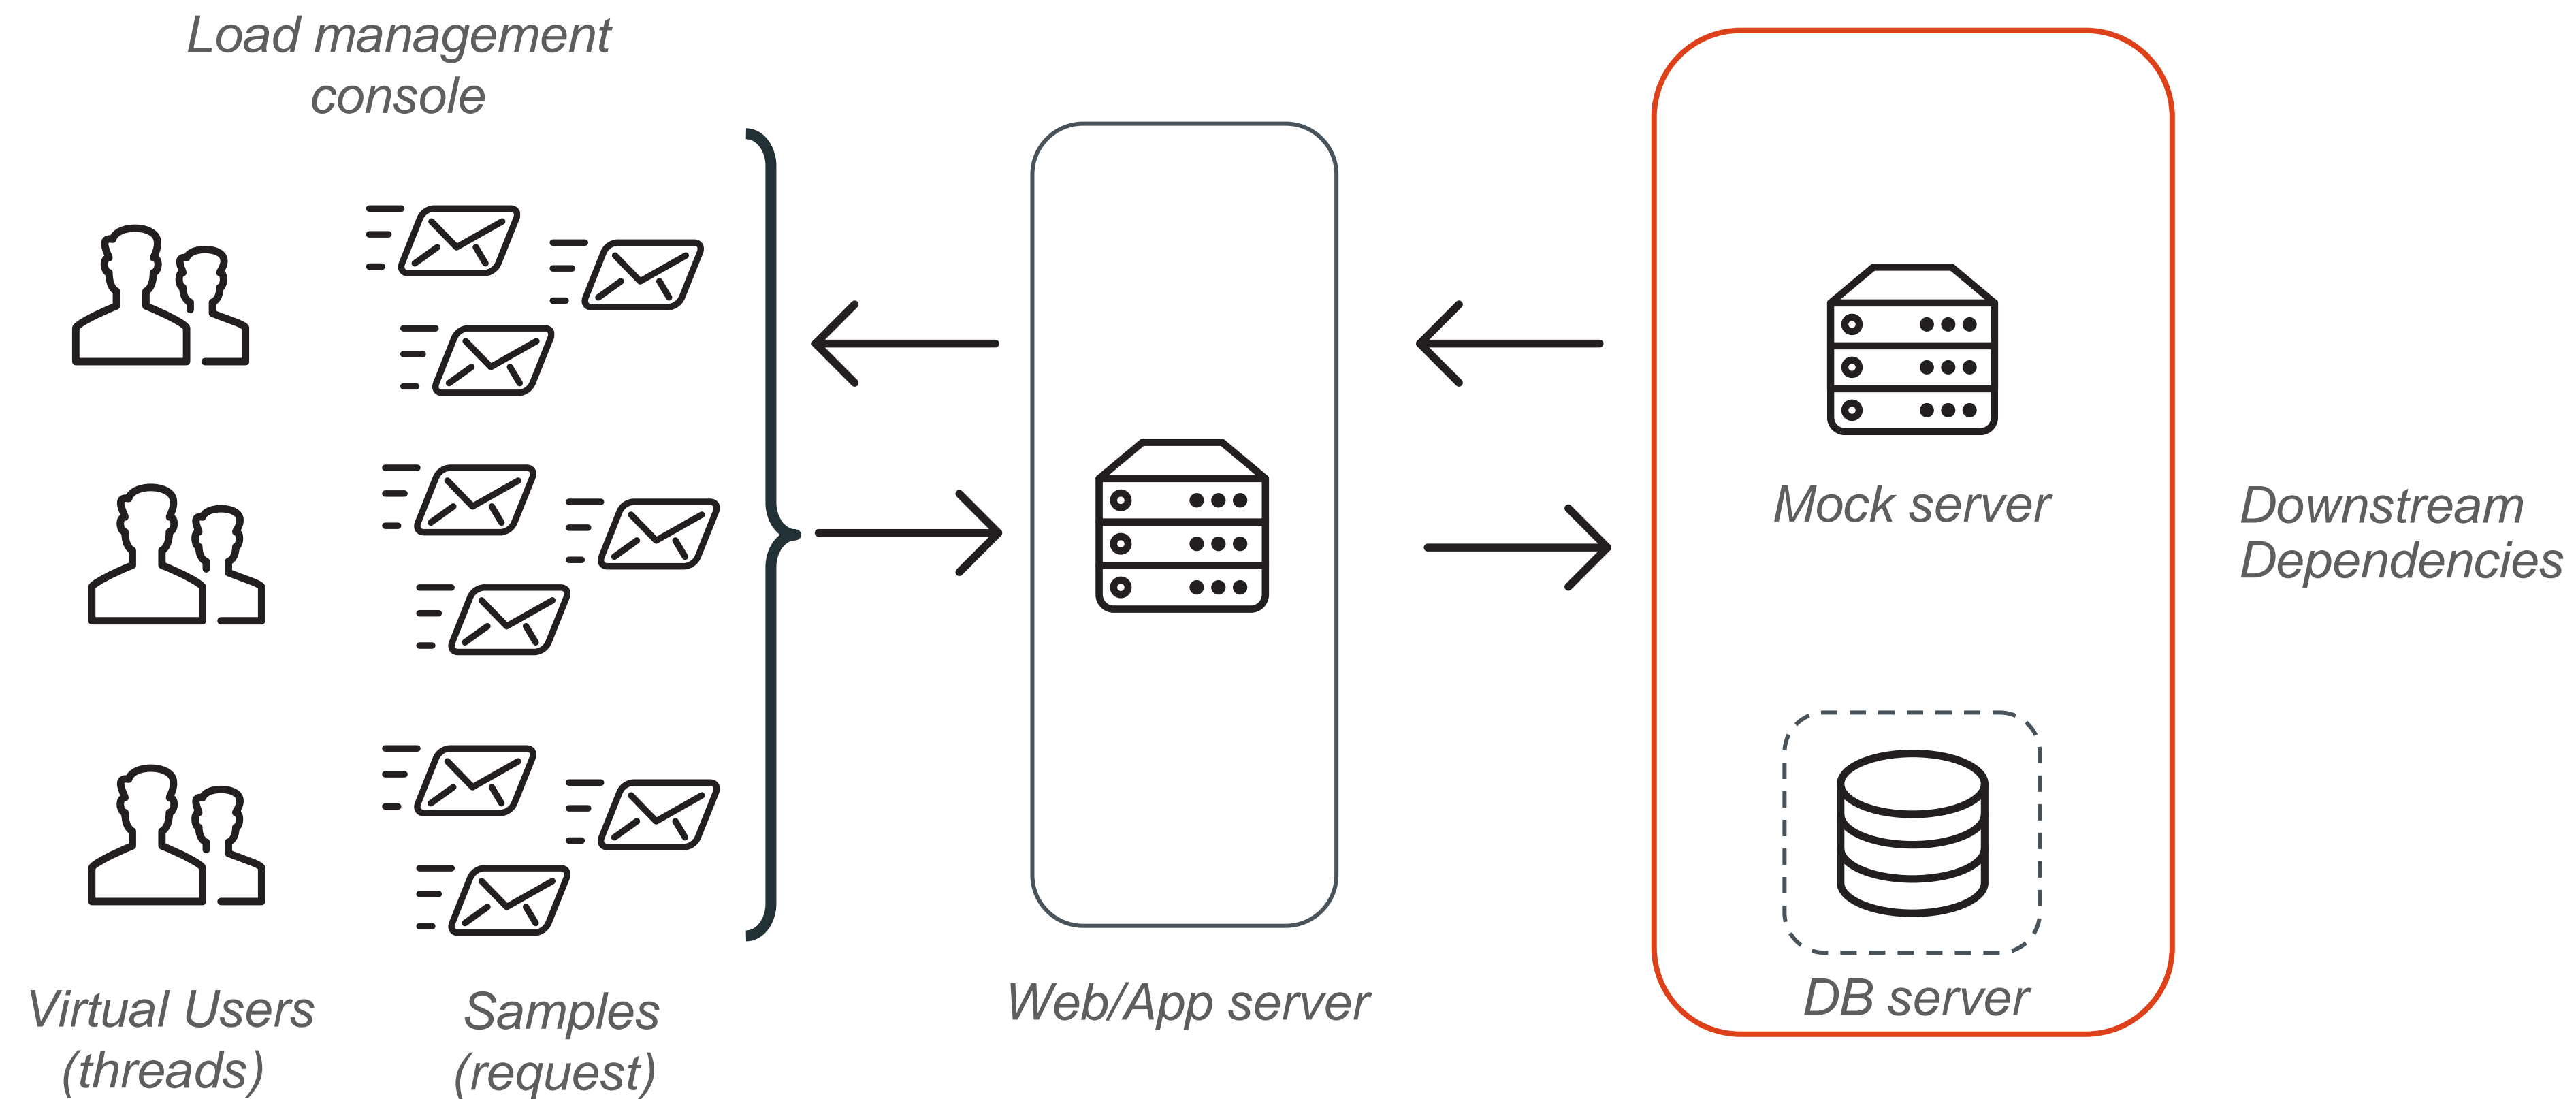 Load management
console
Mock server
Downstream
Dependencies
Virtual Users
(threads)
Samples
(request)
Web/App server
DB server